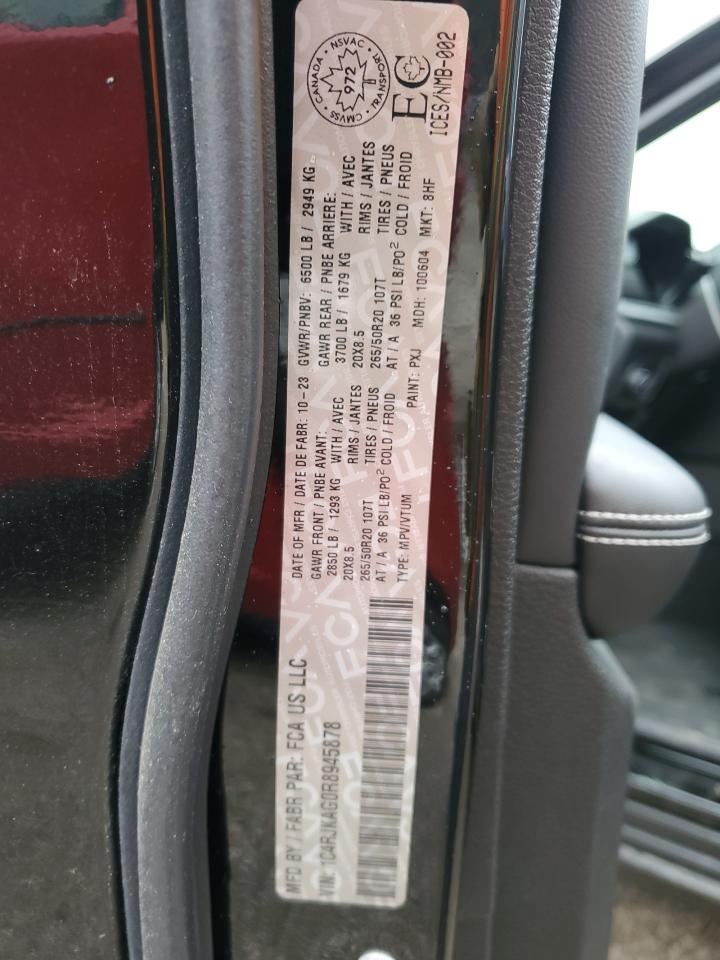 MFD BY / FABR PAR: FCA US LLC
VIN: 1C4RJKAG0R8945878
DATE OF MFR / DATE DE FABR: 10-23
GAWR FRONT / PNBE AVANT:
2850 LB / 1293 KG WITH / AVEC
20X8.5 RIMS / JANTES
265/50R20 107T TIRES / PNEUS
AT / A 36 PSI LB/PO² COLD / FROID
TYPE: MPV/VTUM
GVWR/PNBV: 6500 LB / 2949 KG
GAWR REAR / PNBE ARRIERE:
3700 LB / 1679 KG WITH / AVEC
20X8.5 RIMS / JANTES
265/50R20 107T TIRES / PNEUS
AT / A 36 PSI LB/PO² COLD / FROID
PAINT: PXJ MDH: 100604 MKT: 8HF
CANADA NSVAC TRANSPORT CMVSS
972
EC
ICES/NMB-002